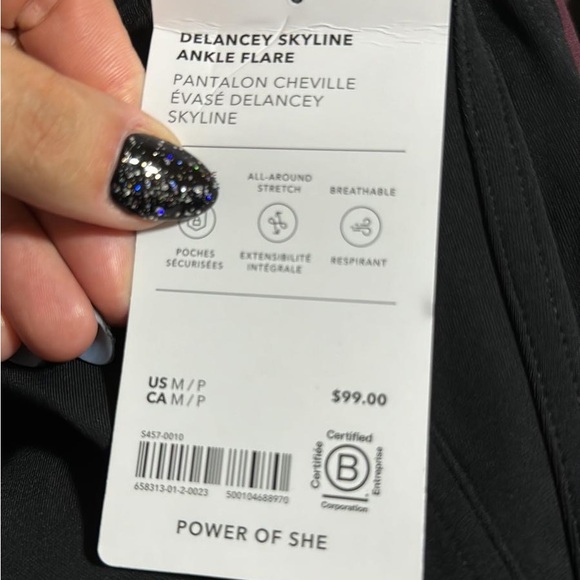 DELANCEY SKYLINE
ANKLE FLARE
PANTALON CHEVILLE
ÉVASÉ DELANCEY
SKYLINE
ALL-AROUND
STRETCH
BREATHABLE
POCHES
SÉCURISÉES
EXTENSIBILITÉ
INTÉGRALE
RESPIRANT
US M / P
CA M / P
$99.00
S457-0010
658313-01-2-0023 500104688970
Certified
Certifiée
B
Entreprise
Corporation
POWER OF SHE